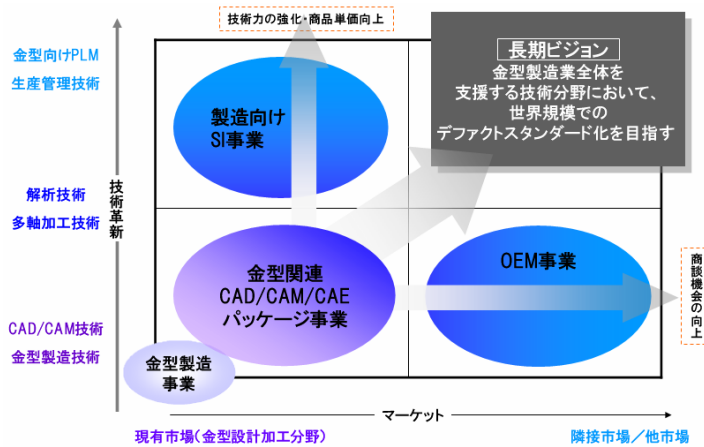 技術力の強化・商品単価向上
金型向けPLM
生産管理技術
長期ビジョン
金型製造業全体を
支援する技術分野において、
世界規模での
デファクトスタンダード化を目指す
製造向け
SI事業
技術革新
解析技術
多軸加工技術
金型関連
CAD/CAM/CAE
パッケージ事業
OEM事業
商談機会の向上
CAD/CAM技術
金型製造技術
金型製造
事業
マーケット
現有市場(金型設計加工分野)
隣接市場/他市場